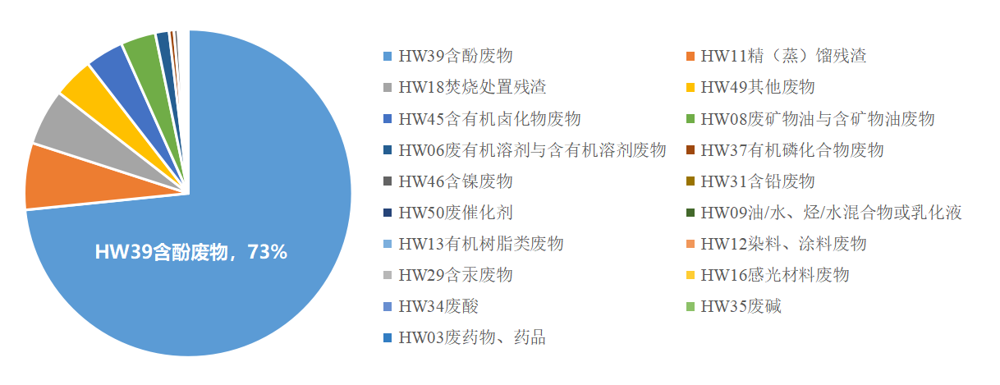 HW39含酚废物，73%
HW39含酚废物
HW11精（蒸）馏残渣
HW18焚烧处置残渣
HW49其他废物
HW45含有机卤化物废物
HW08废矿物油与含矿物油废物
HW06废有机溶剂与含有机溶剂废物
HW37有机磷化合物废物
HW46含镍废物
HW31含铅废物
HW50废催化剂
HW09油/水、烃/水混合物或乳化液
HW13有机树脂类废物
HW12染料、涂料废物
HW29含汞废物
HW16感光材料废物
HW34废酸
HW35废碱
HW03废药物、药品